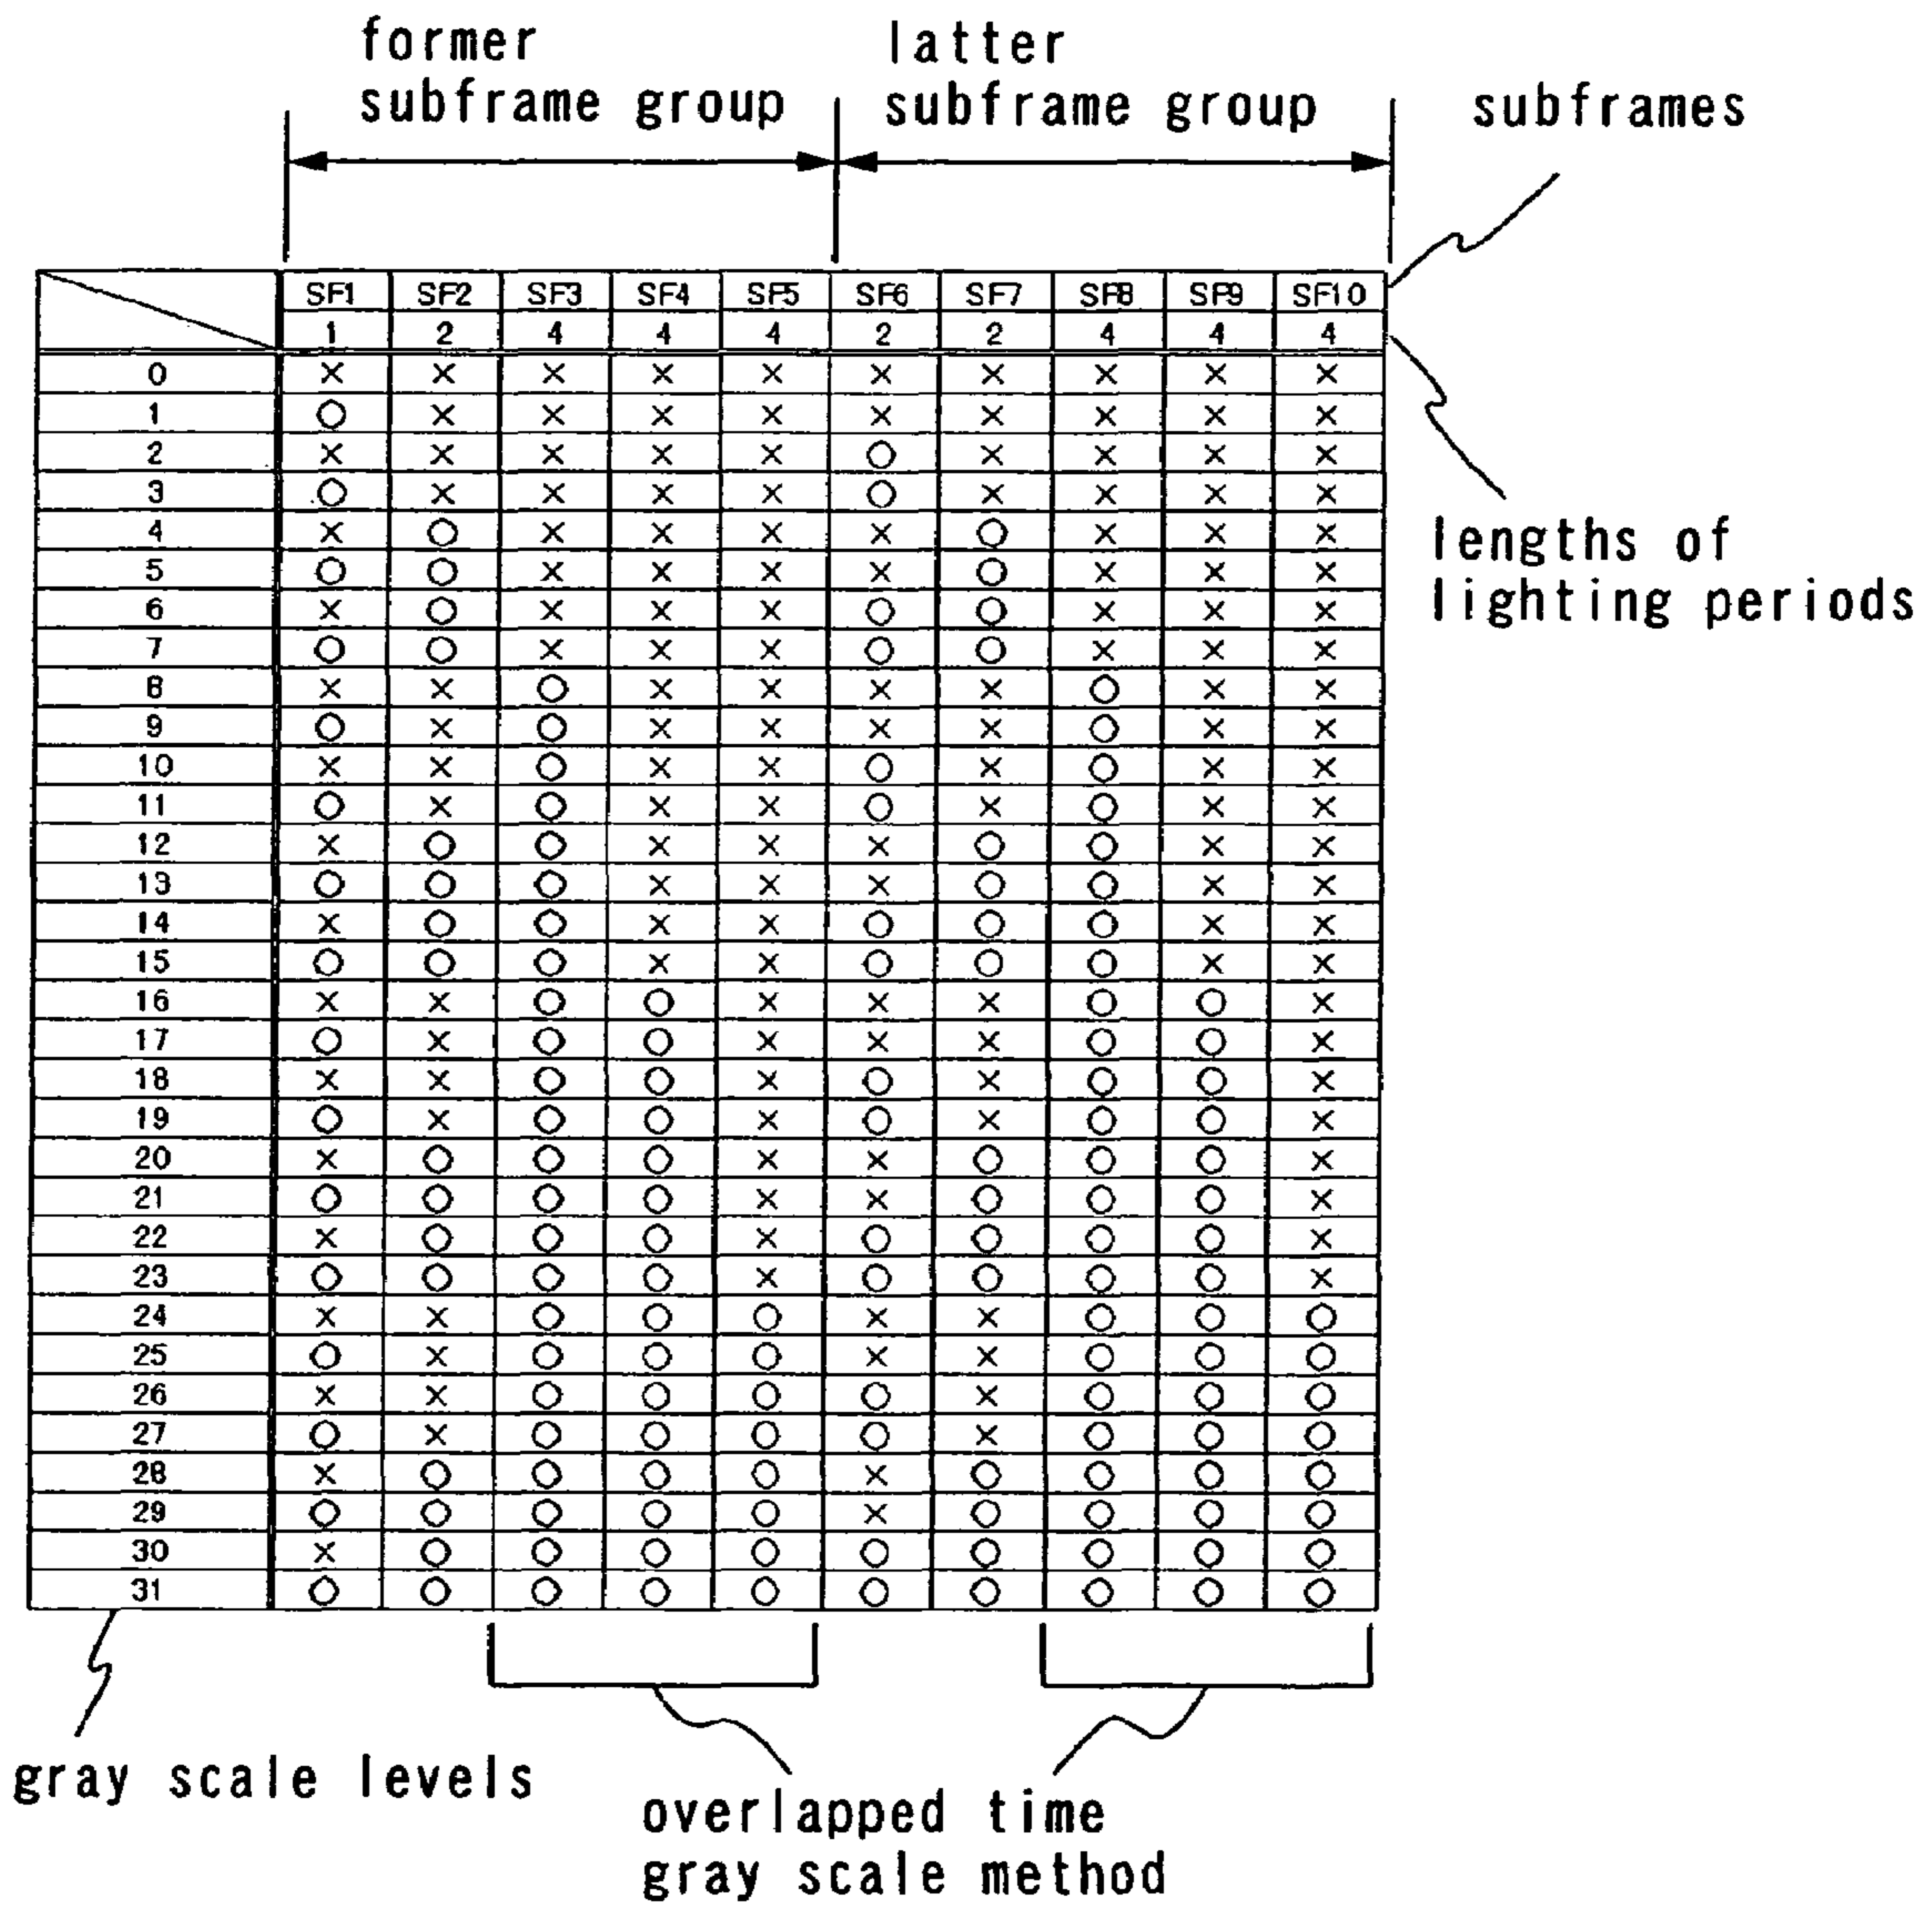 former
subframe group
latter
subframe group
subframes
SF1 SF2 SF3 SF4 SF5 SF6 SF7 SF8 SF9 SF10
1 2 4 4 4 2 2 4 4 4
0 × × × × × × × × × ×
1 ○ × × × × × × × × ×
2 × × × × × ○ × × × ×
3 ○ × × × × ○ × × × ×
4 × ○ × × × × ○ × × ×
5 ○ ○ × × × × ○ × × ×
6 × ○ × × × ○ ○ × × ×
7 ○ ○ × × × ○ ○ × × ×
8 × × ○ × × × × ○ × ×
9 ○ × ○ × × × × ○ × ×
10 × × ○ × × ○ × ○ × ×
11 ○ × ○ × × ○ × ○ × ×
12 × ○ ○ × × × ○ ○ × ×
13 ○ ○ ○ × × × ○ ○ × ×
14 × ○ ○ × × ○ ○ ○ × ×
15 ○ ○ ○ × × ○ ○ ○ × ×
16 × × ○ ○ × × × ○ ○ ×
17 ○ × ○ ○ × × × ○ ○ ×
18 × × ○ ○ × ○ × ○ ○ ×
19 ○ × ○ ○ × ○ × ○ ○ ×
20 × ○ ○ ○ × × ○ ○ ○ ×
21 ○ ○ ○ ○ × × ○ ○ ○ ×
22 × ○ ○ ○ × ○ ○ ○ ○ ×
23 ○ ○ ○ ○ × ○ ○ ○ ○ ×
24 × × ○ ○ ○ × × ○ ○ ○
25 ○ × ○ ○ ○ × × ○ ○ ○
26 × × ○ ○ ○ ○ × ○ ○ ○
27 ○ × ○ ○ ○ ○ × ○ ○ ○
28 × ○ ○ ○ ○ × ○ ○ ○ ○
29 ○ ○ ○ ○ ○ × ○ ○ ○ ○
30 × ○ ○ ○ ○ ○ ○ ○ ○ ○
31 ○ ○ ○ ○ ○ ○ ○ ○ ○ ○
lengths of
lighting periods
gray scale levels
overlapped time
gray scale method